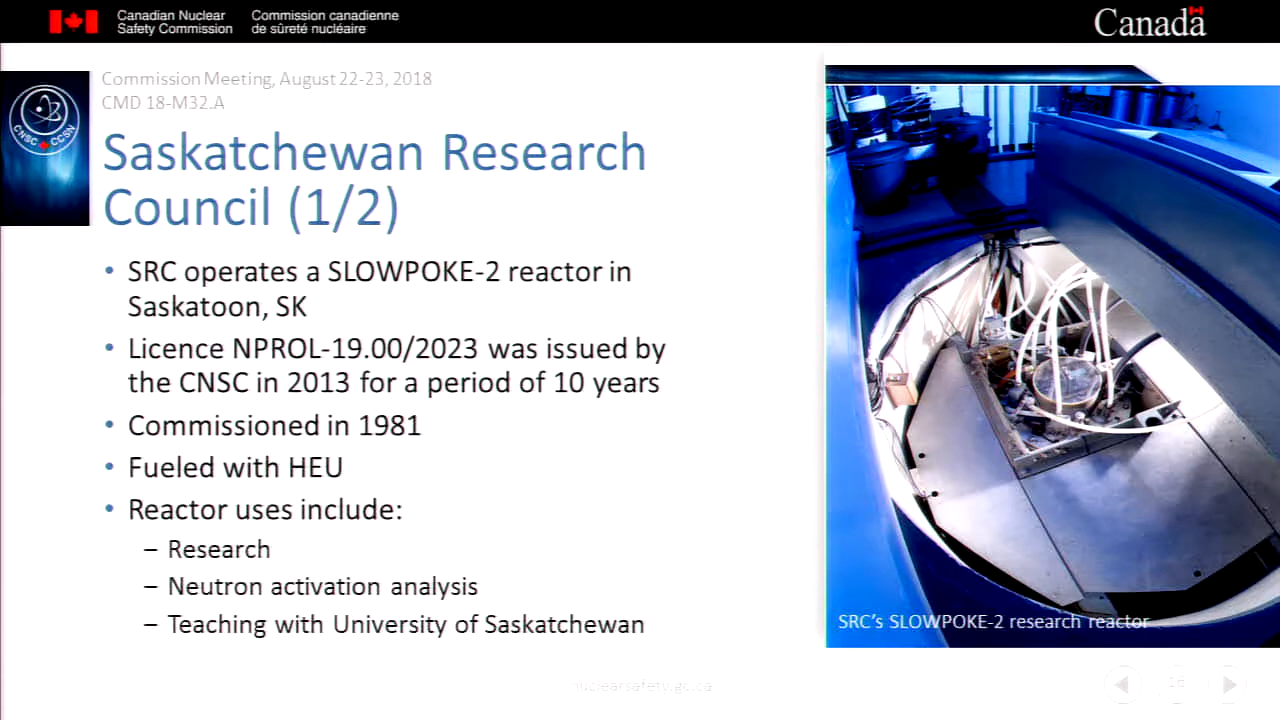 Canadian Nuclear
Safety Commission
Commission canadienne
de sûreté nucléaire
Canada
Commission Meeting, August 22-23, 2018
CMD 18-M32.A
CNSC CCSN
Saskatchewan Research
Council (1/2)
• SRC operates a SLOWPOKE-2 reactor in
Saskatoon, SK
• Licence NPROL-19.00/2023 was issued by
the CNSC in 2013 for a period of 10 years
• Commissioned in 1981
• Fueled with HEU
• Reactor uses include:
– Research
– Neutron activation analysis
– Teaching with University of Saskatchewan
SRC's SLOWPOKE-2 research reactor
nuclearsafety.gc.ca